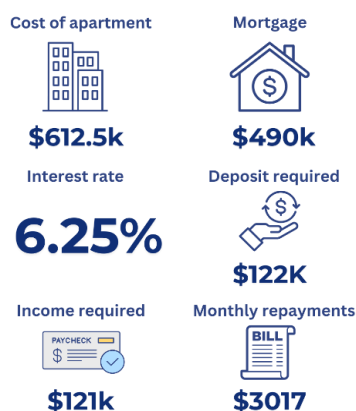 Cost of apartment
Mortgage
$
$612.5k
$490k
Interest rate
Deposit required
$
6.25%
$122K
Income required
Monthly repayments
PAYCHECK
$
BILL
$121k
$3017